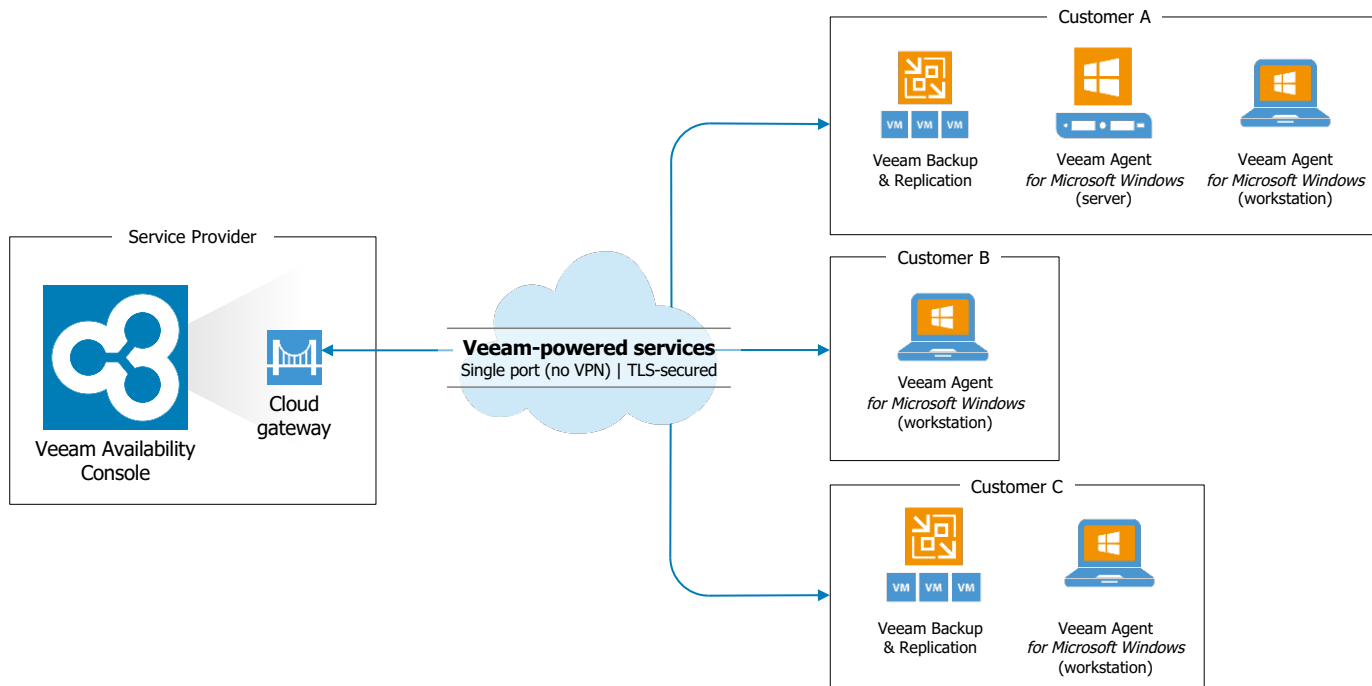 Service Provider
Veeam Availability
Console
Cloud
gateway
Veeam-powered services
Single port (no VPN) | TLS-secured
Customer A
VM VM VM
Veeam Backup
& Replication
Veeam Agent
for Microsoft Windows
(server)
Veeam Agent
for Microsoft Windows
(workstation)
Customer B
Veeam Agent
for Microsoft Windows
(workstation)
Customer C
VM VM VM
Veeam Backup
& Replication
Veeam Agent
for Microsoft Windows
(workstation)